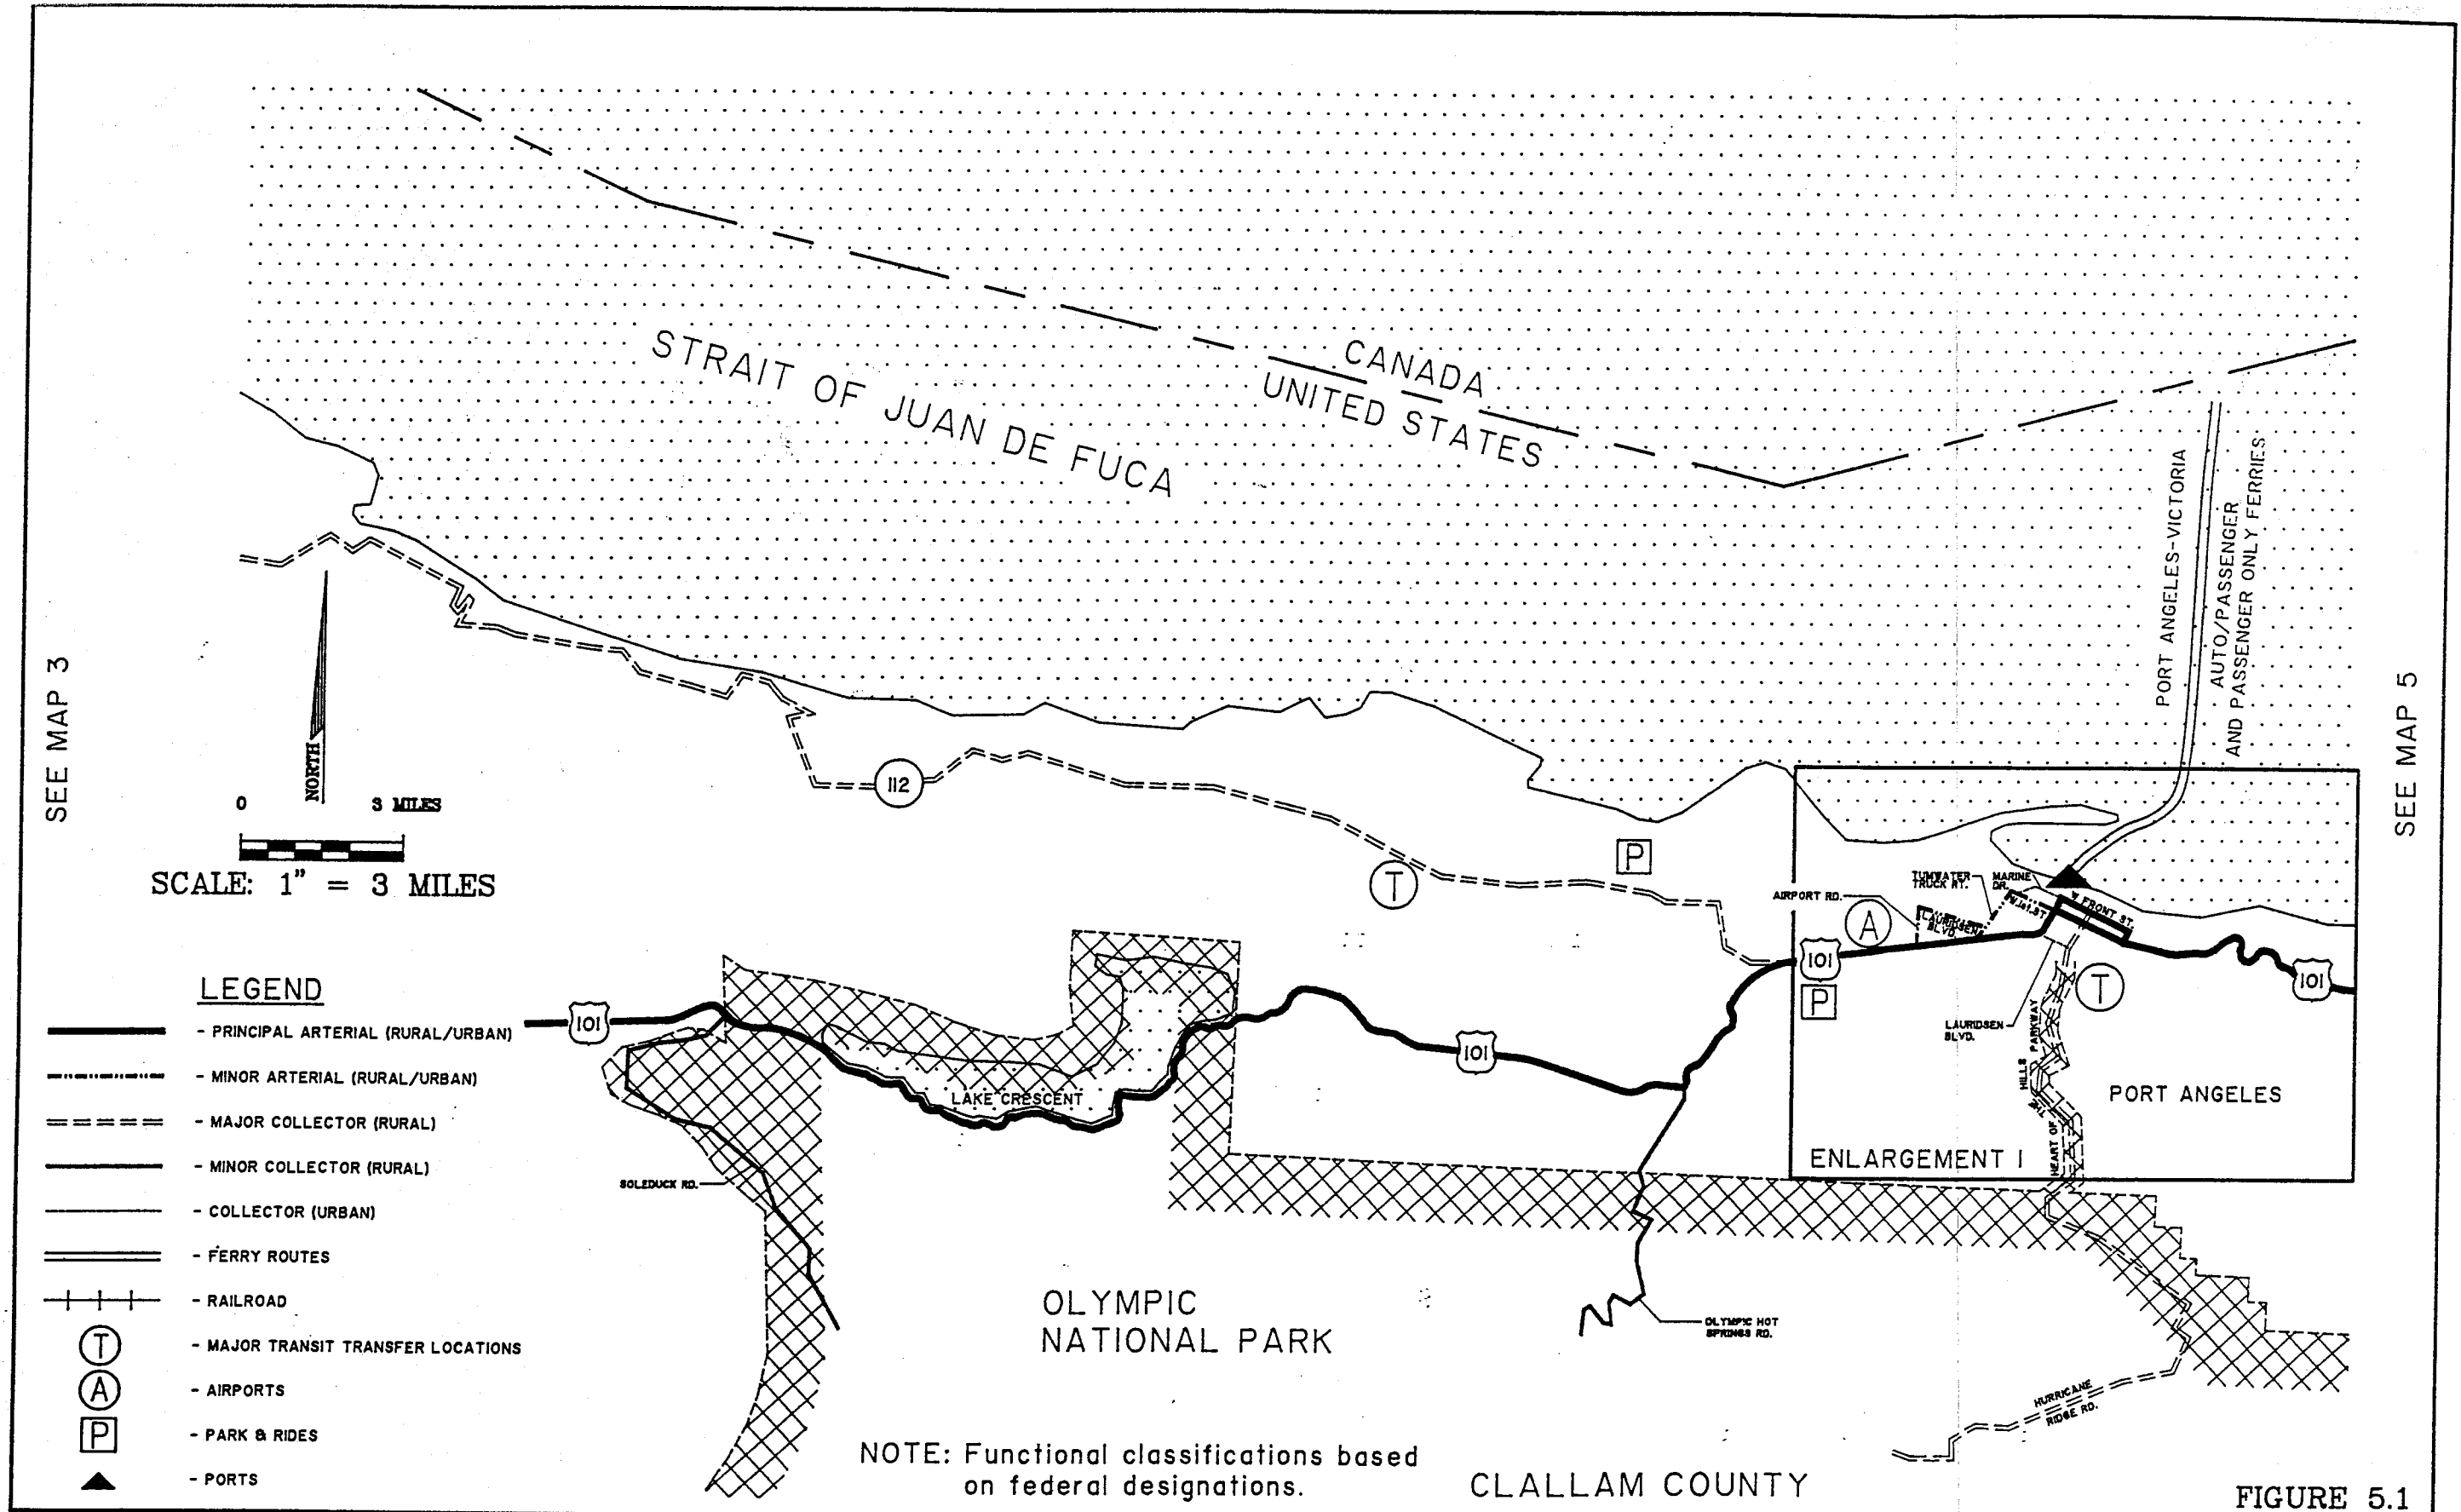 STRAIT OF JUAN DE FUCA
CANADA
UNITED STATES
PORT ANGELES-VICTORIA
AUTO/PASSENGER
AND PASSENGER ONLY FERRIES
SEE MAP 3
SEE MAP 5
NORTH
0 3 MILES
SCALE: 1" = 3 MILES
112
T
P
AIRPORT RD.
A
TUMWATER
TRUCK RT.
MARINE
DR.
W. 1st. ST
W FRONT ST.
LAURIDSEN
BLVD.
101
P
T
101
LAURIDSEN
BLVD.
HEART OF THE HILLS PARKWAY
PORT ANGELES
ENLARGEMENT 1
101
101
LAKE CRESCENT
SOLEDUCK RD.
OLYMPIC
NATIONAL PARK
OLYMPIC HOT
SPRINGS RD.
HURRICANE
RIDGE RD.
LEGEND
- PRINCIPAL ARTERIAL (RURAL/URBAN)
- MINOR ARTERIAL (RURAL/URBAN)
- MAJOR COLLECTOR (RURAL)
- MINOR COLLECTOR (RURAL)
- COLLECTOR (URBAN)
- FERRY ROUTES
- RAILROAD
T - MAJOR TRANSIT TRANSFER LOCATIONS
A - AIRPORTS
P - PARK & RIDES
- PORTS
NOTE: Functional classifications based
on federal designations.
CLALLAM COUNTY
FIGURE 5.1